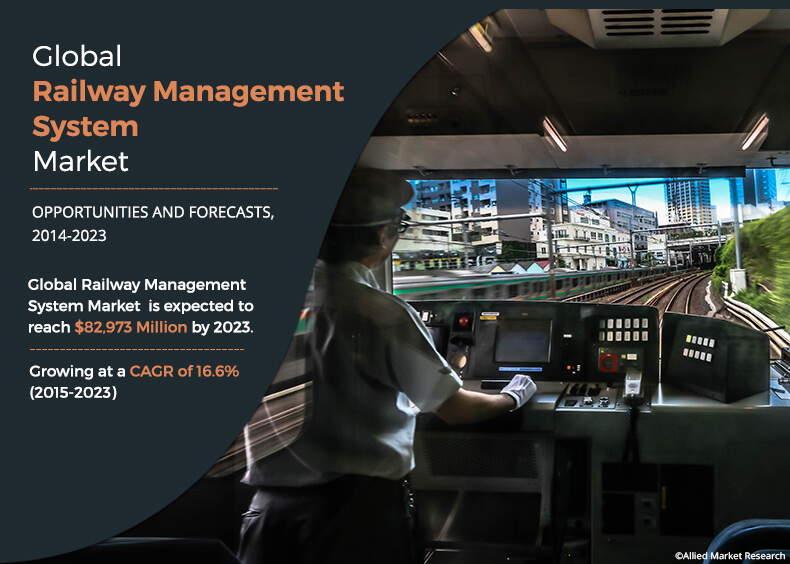 Global
Railway Management
System
Market
OPPORTUNITIES AND FORECASTS,
2014-2023
Global Railway Management
System Market is expected to
reach $82,973 Million by 2023.
Growing at a CAGR of 16.6%
(2015-2023)
©Allied Market Research